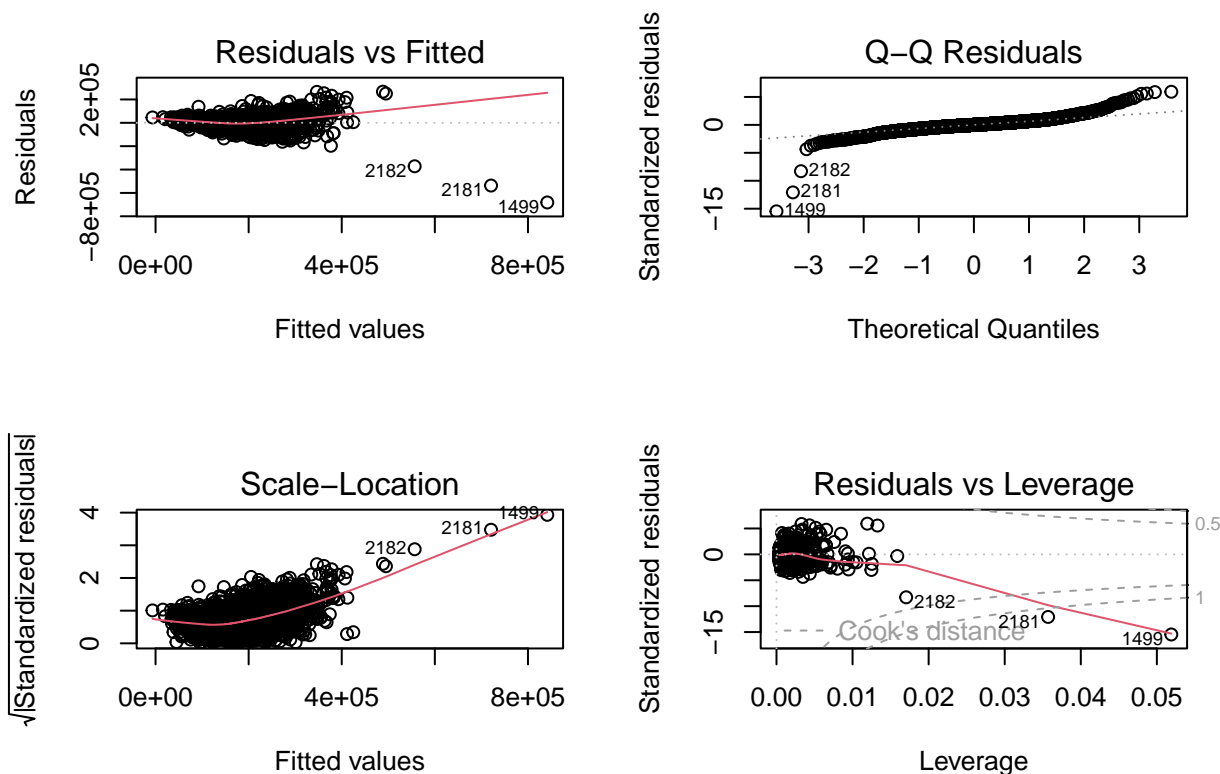 Residuals vs Fitted
Residuals
2e+05
−8e+05
2182
2181
1499
0e+00 4e+05 8e+05
Fitted values
Q−Q Residuals
Standardized residuals
0
−15
2182
2181
1499
−3 −2 −1 0 1 2 3
Theoretical Quantiles
Scale−Location
√|Standardized residuals|
4
2
0
1499
2181
2182
0e+00 4e+05 8e+05
Fitted values
Residuals vs Leverage
Standardized residuals
0
−15
0.5
1
2182
2181
1499
Cook's distance
0.00 0.01 0.02 0.03 0.04 0.05
Leverage